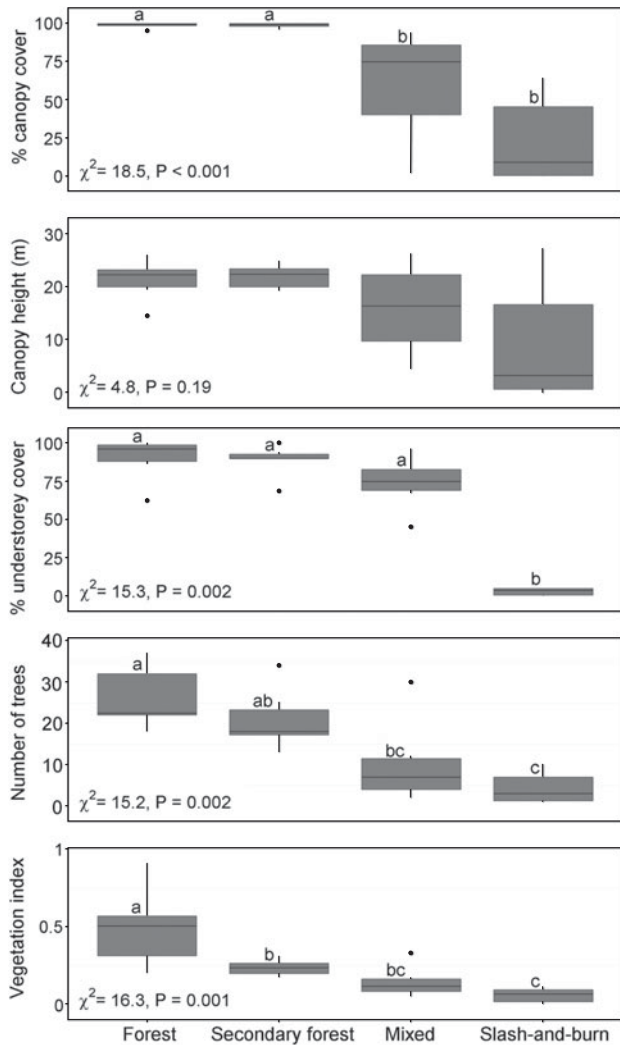 % canopy cover
100
75
50
25
0
a
a
b
b
χ²= 18.5, P < 0.001
Canopy height (m)
30
20
10
0
χ²= 4.8, P = 0.19
% understorey cover
100
75
50
25
0
a
a
a
b
χ²= 15.3, P = 0.002
Number of trees
40
30
20
10
0
a
ab
bc
c
χ²= 15.2, P = 0.002
Vegetation index
1
0.5
0
a
b
bc
c
χ²= 16.3, P = 0.001
Forest Secondary forest Mixed Slash-and-burn